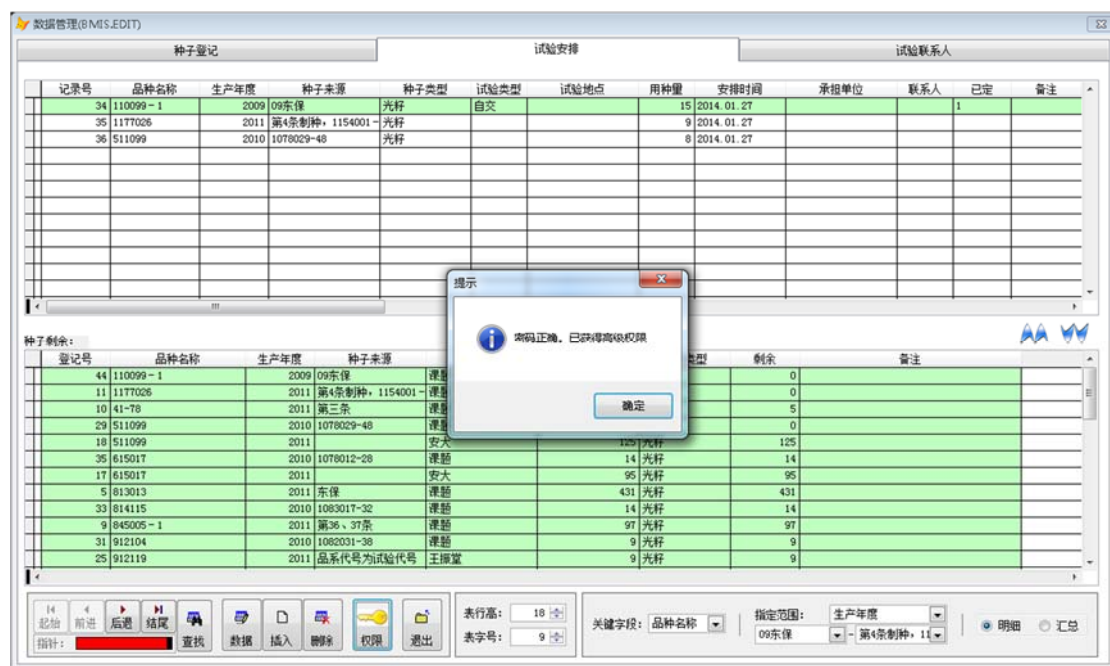 数据管理(BMIS.EDIT)
种子登记 试验安排 试验联系人
记录号 品种名称 生产年度 种子来源 种子类型 试验类型 试验地点 用种量 安排时间 承担单位 联系人 已定 备注
34 110099-1 2009 09东保 光籽 自交 15 2014.01.27 1
35 1177026 2011 第4条制种，1154001- 光籽 9 2014.01.27
36 511099 2010 1078029-48 光籽 8 2014.01.27
提示
密码正确。已获得高级权限
确定
种子剩余:
登记号 品种名称 生产年度 种子来源 类型 剩余 备注
44 110099-1 2009 09东保 课题 0
11 1177026 2011 第4条制种，1154001- 课题 0
10 41-78 2011 第三条 课题 5
29 511099 2010 1078029-48 课题 0
18 511099 2011 安大 125 光籽 125
35 615017 2010 1078012-28 课题 14 光籽 14
17 615017 2011 安大 95 光籽 95
5 813013 2011 东保 课题 431 光籽 431
33 814115 2010 1083017-32 课题 14 光籽 14
9 845005-1 2011 第36、37条 课题 97 光籽 97
31 912104 2010 1082031-38 课题 9 光籽 9
25 912119 2011 品系代号为试验代号 王振堂 9 光籽 9
起始 前进 后退 结尾 查找 数据 插入 删除 权限 退出
指针:
表行高: 18
表字号: 9
关键字段: 品种名称
指定范围: 生产年度
09东保 - 第4条制种，11
明细 汇总